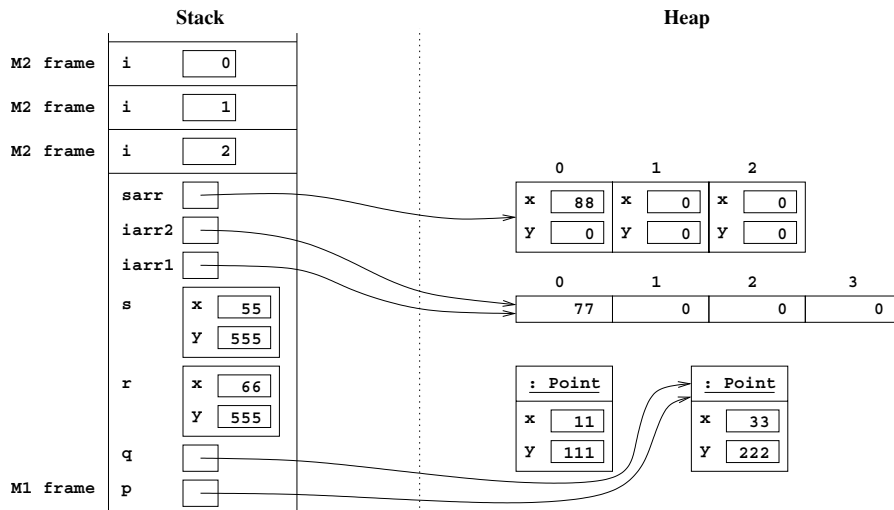 Stack Heap
M2 frame i 0
M2 frame i 1
M2 frame i 2
0 1 2
sarr x 88 x 0 x 0
iarr2 y 0 y 0 y 0
iarr1
0 1 2 3
s x 55 77 0 0 0
y 555
r x 66 : Point : Point
y 555 x 11 x 33
q y 111 y 222
M1 frame p